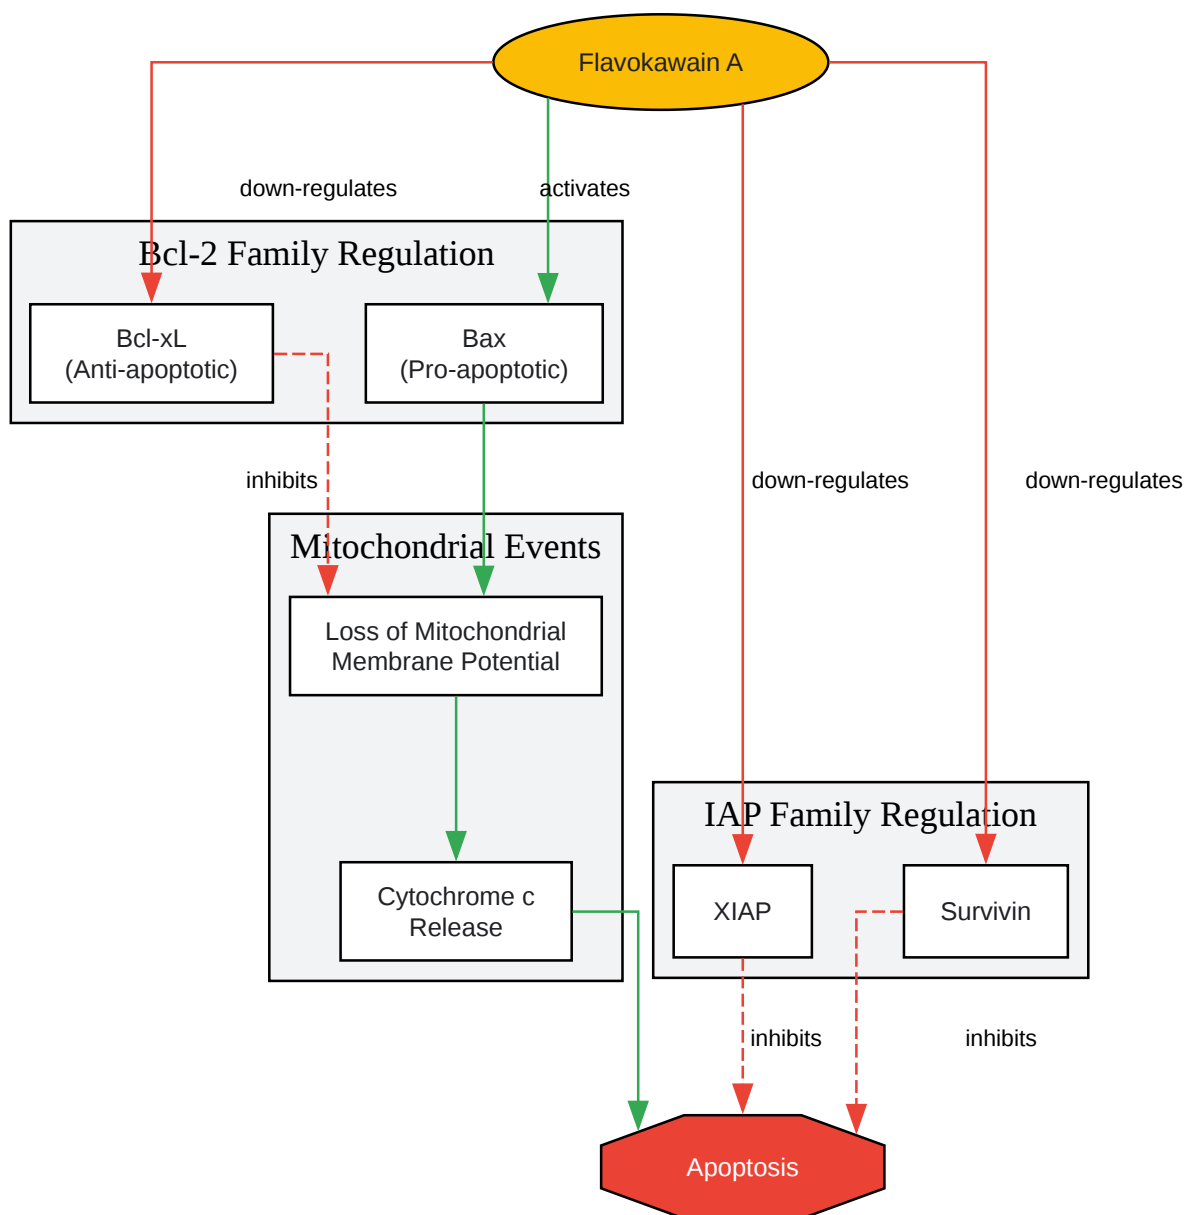 Flavokawain A
down-regulates
activates
Bcl-2 Family Regulation
Bcl-xL
(Anti-apoptotic)
Bax
(Pro-apoptotic)
inhibits
down-regulates
down-regulates
Mitochondrial Events
Loss of Mitochondrial
Membrane Potential
IAP Family Regulation
Cytochrome c
Release
XIAP
Survivin
inhibits
inhibits
Apoptosis